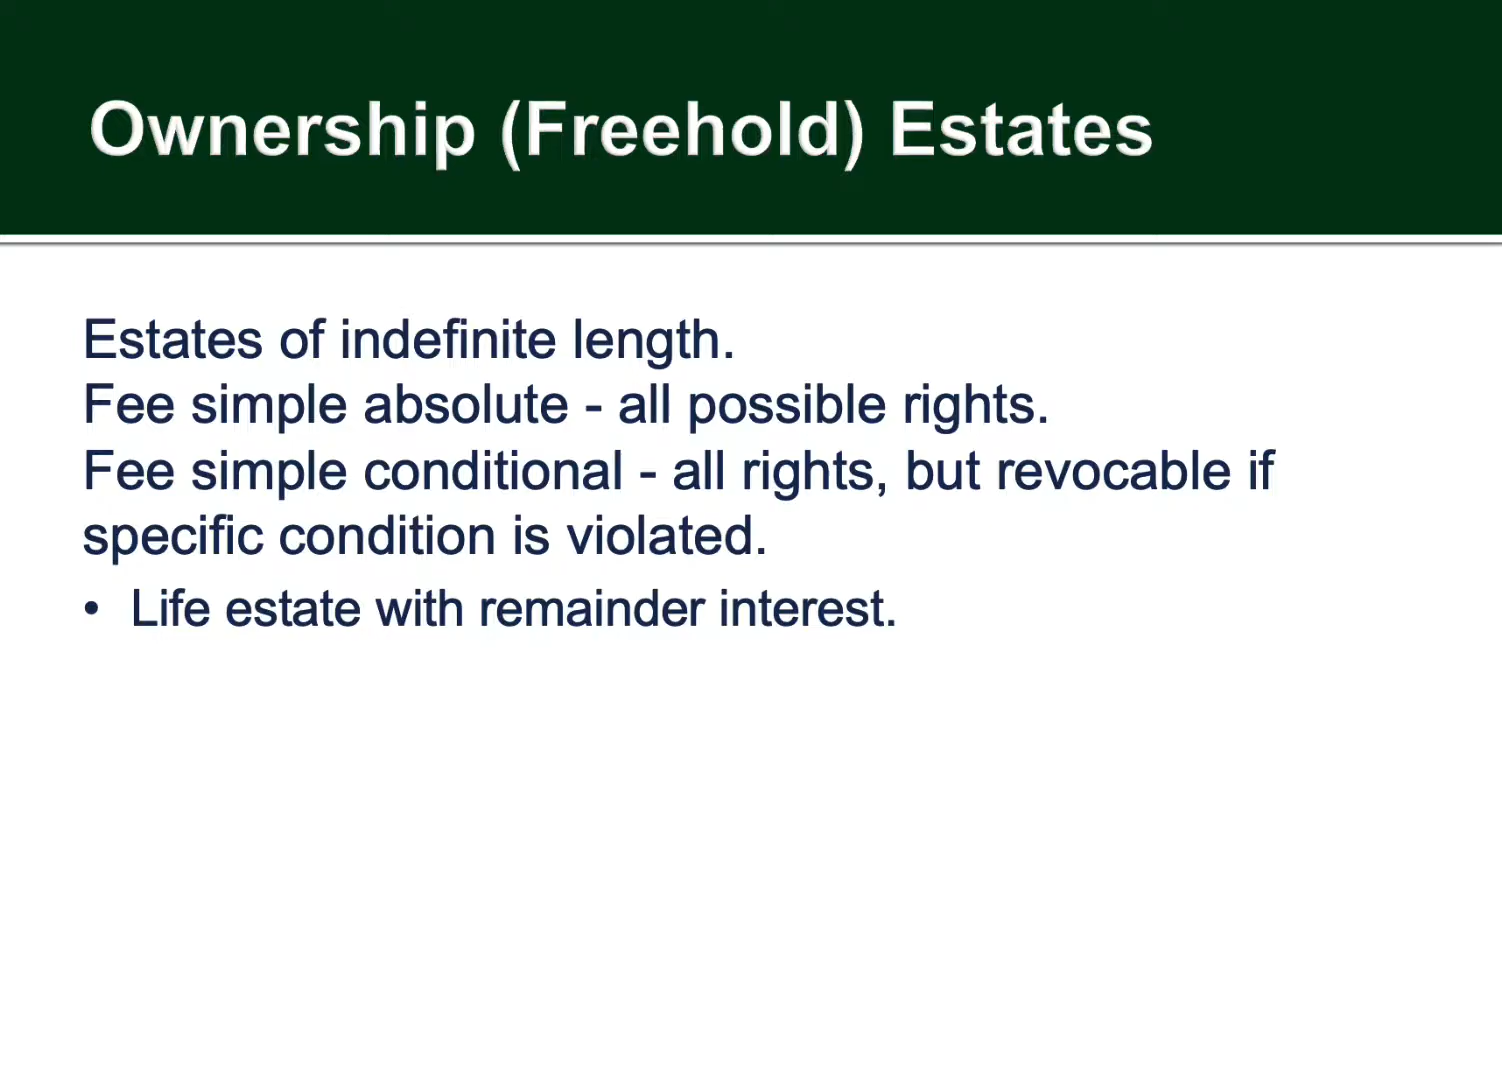 Ownership (Freehold) Estates
Estates of indefinite length.
Fee simple absolute - all possible rights.
Fee simple conditional - all rights, but revocable if
specific condition is violated.
• Life estate with remainder interest.